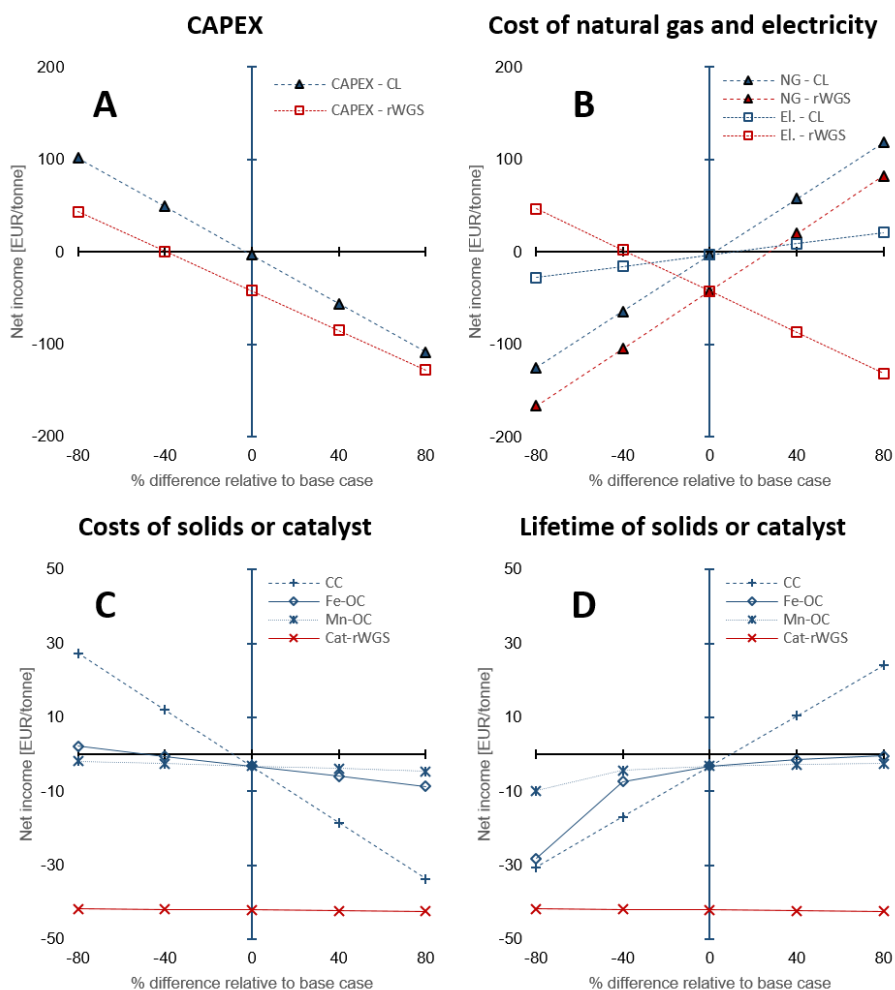 CAPEX
A
CAPEX - CL
CAPEX - rWGS
Net income [EUR/tonne]
200
100
0
-100
-200
-80 -40 0 40 80
% difference relative to base case
Cost of natural gas and electricity
B
NG - CL
NG - rWGS
El. - CL
El. - rWGS
Net income [EUR/tonne]
200
100
0
-100
-200
-80 -40 0 40 80
% difference relative to base case
Costs of solids or catalyst
C
CC
Fe-OC
Mn-OC
Cat-rWGS
Net income [EUR/tonne]
50
30
10
-10
-30
-50
-80 -40 0 40 80
% difference relative to base case
Lifetime of solids or catalyst
D
CC
Fe-OC
Mn-OC
Cat-rWGS
Net income [EUR/tonne]
50
30
10
-10
-30
-50
-80 -40 0 40 80
% difference relative to base case